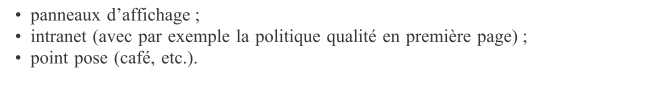 • panneaux d’affichage ;
• intranet (avec par exemple la politique qualité en première page) ;
• point pose (café, etc.).